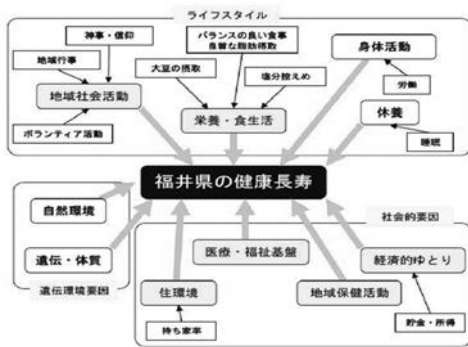 ライフスタイル
神事・信仰
バランスの良い食事
良質な脂肪摂取
地域行事
大豆の摂取
塩分控えめ
身体活動
地域社会活動
労働
栄養・食生活
休養
ボランティア活動
睡眠
福井県の健康長寿
自然環境
社会的要因
医療・福祉基盤
遺伝・体質
経済的ゆとり
住環境
地域保健活動
遺伝環境要因
持ち家率
貯金・所得